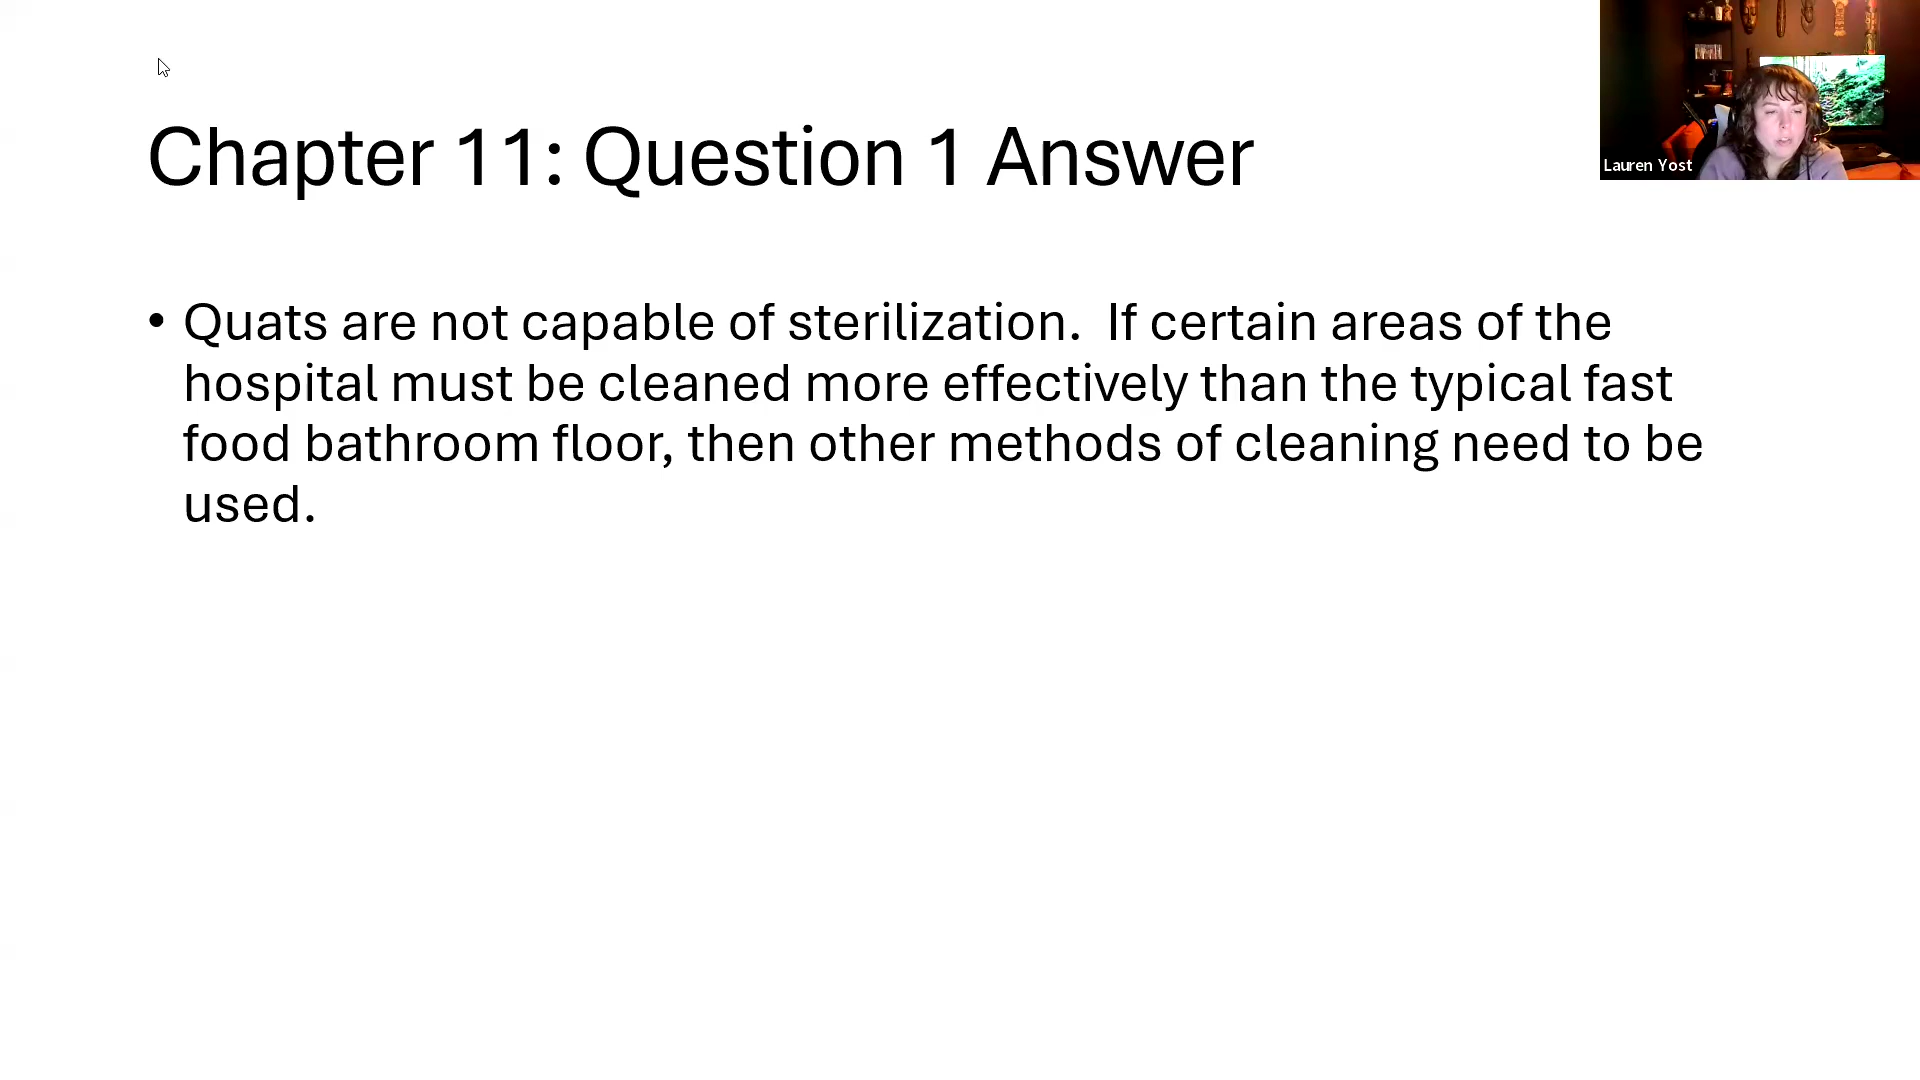 Chapter 11: Question 1 Answer
Lauren Yost
• Quats are not capable of sterilization.  If certain areas of the
hospital must be cleaned more effectively than the typical fast
food bathroom floor, then other methods of cleaning need to be
used.